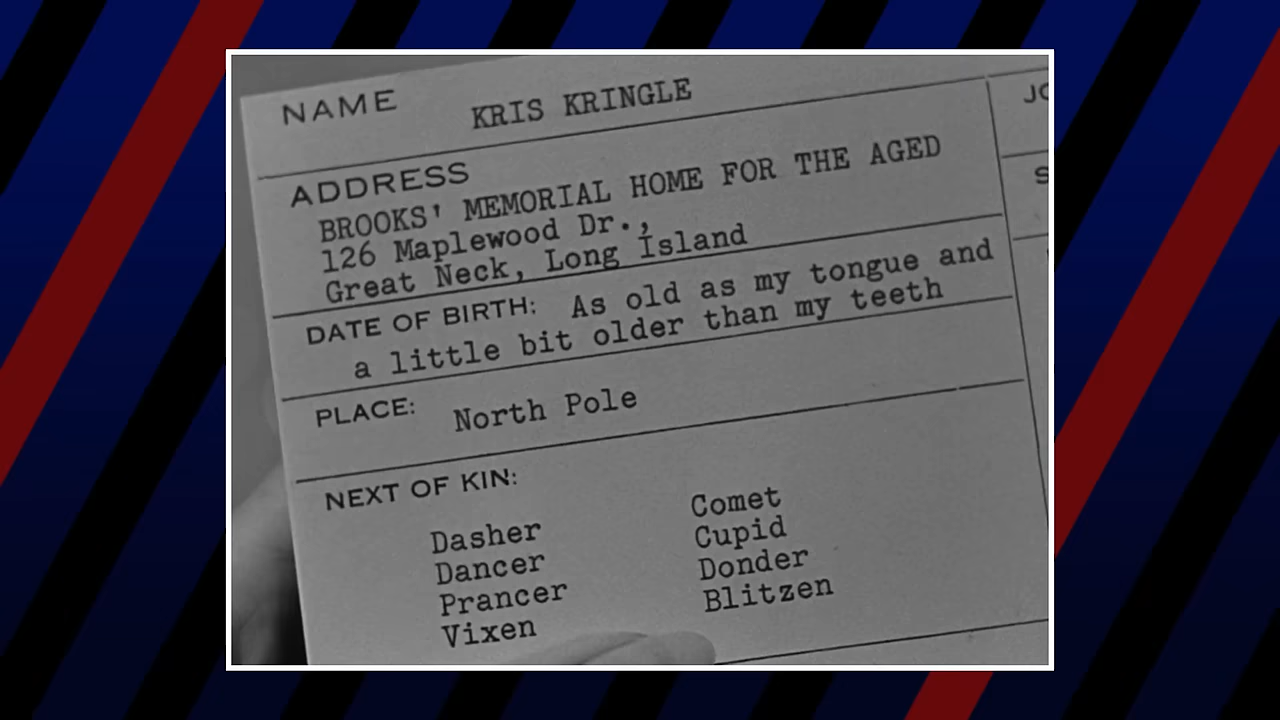 NAME KRIS KRINGLE
ADDRESS
BROOKS' MEMORIAL HOME FOR THE AGED
126 Maplewood Dr.,
Great Neck, Long Island
DATE OF BIRTH: As old as my tongue and
a little bit older than my teeth
PLACE: North Pole
NEXT OF KIN:
Dasher
Dancer
Prancer
Vixen
Comet
Cupid
Donder
Blitzen